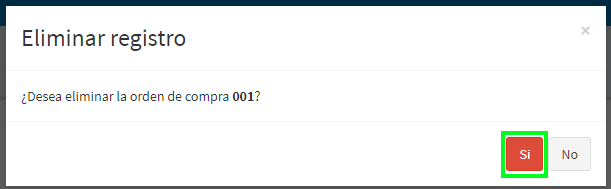 Eliminar registro ×
¿Desea eliminar la orden de compra 001?
Si No